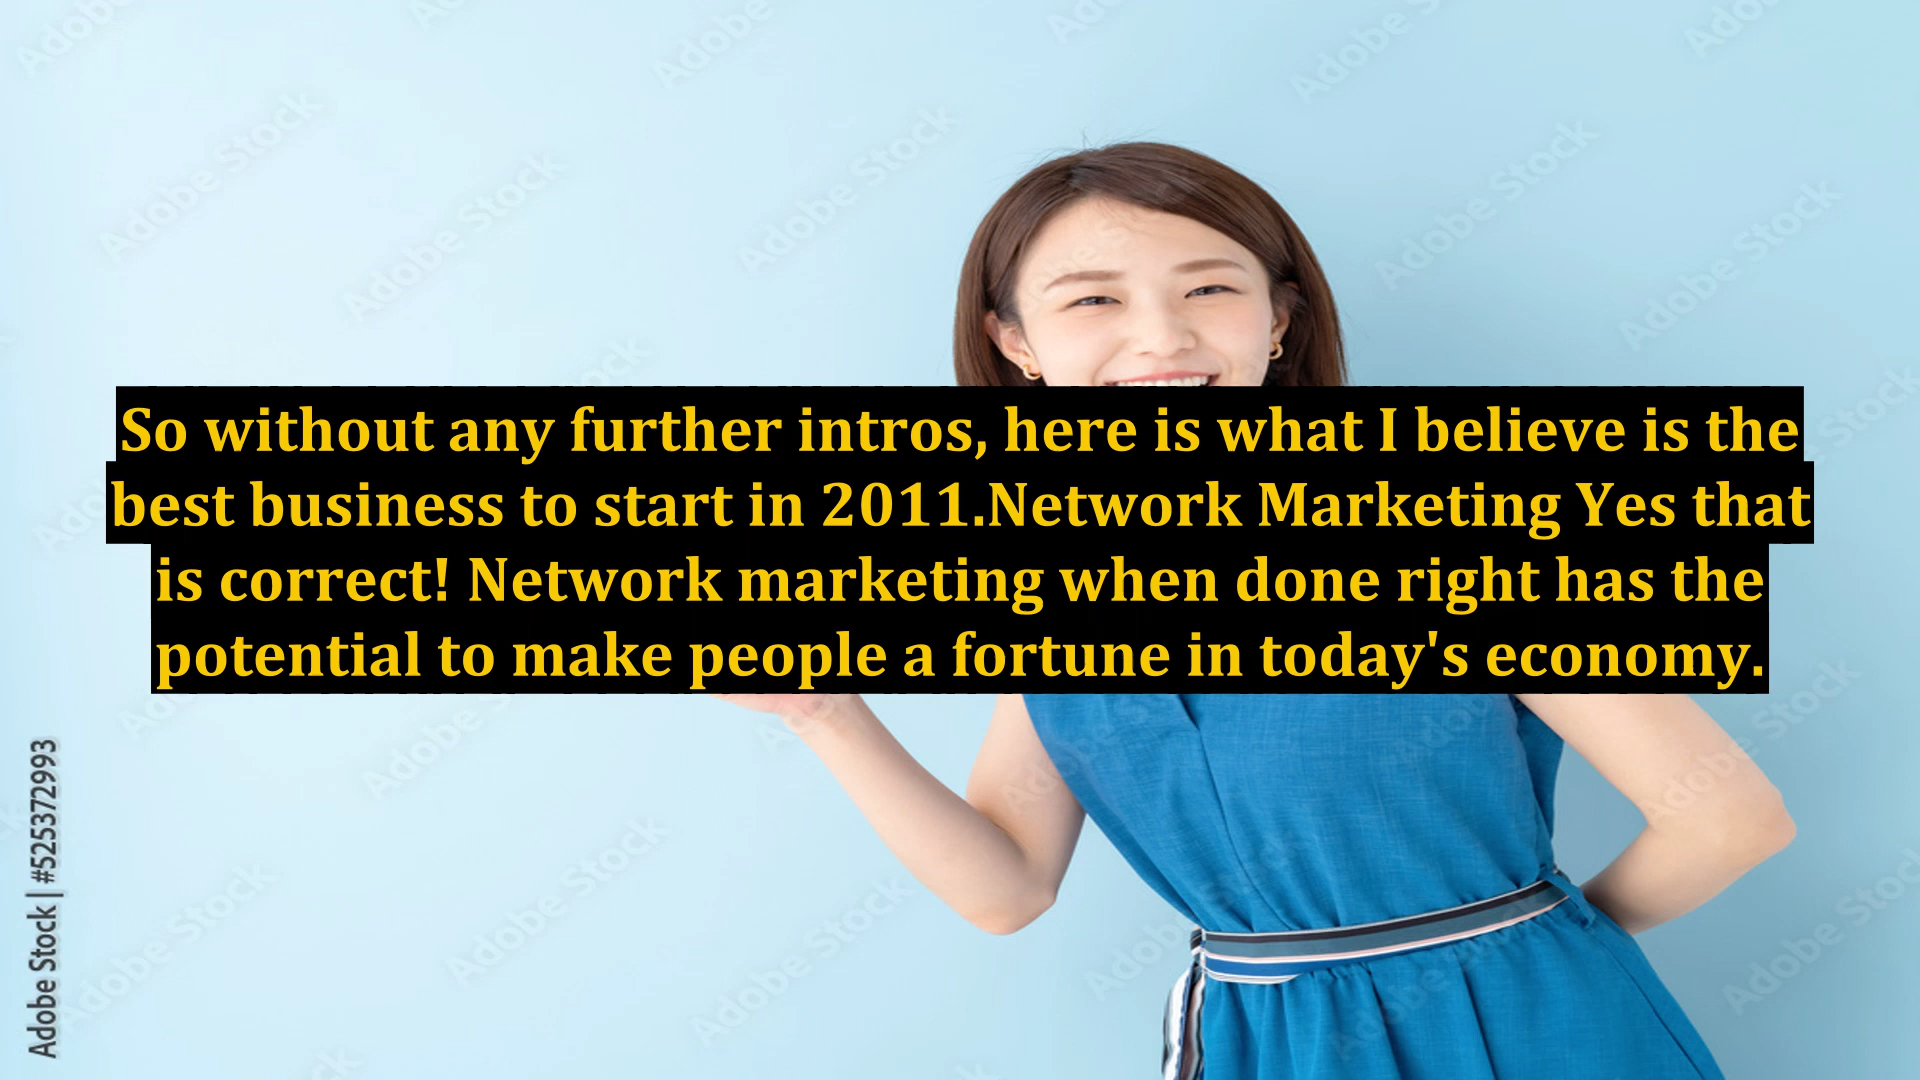 So without any further intros, here is what I believe is the
best business to start in 2011.Network Marketing Yes that
is correct! Network marketing when done right has the
potential to make people a fortune in today's economy.
Adobe Stock | #525372993
Adobe Stock